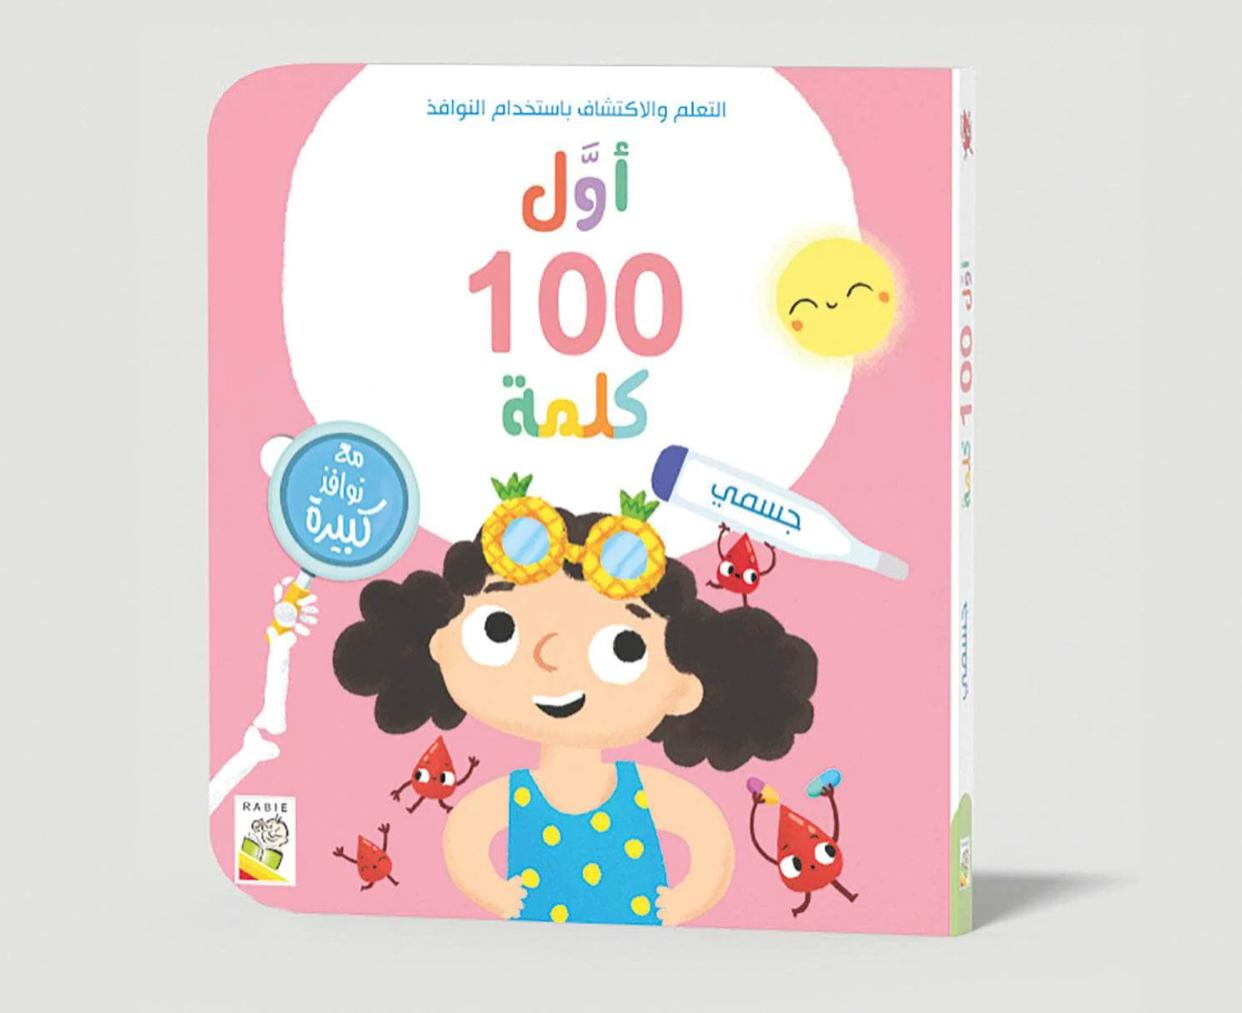 التعلم والاكتشاف باستخدام النوافذ
أوَّل
100
كلمة
مع
نوافذ
كبيرة
جسمي
RABIE
أوَّل 100 كلمة
جسمي